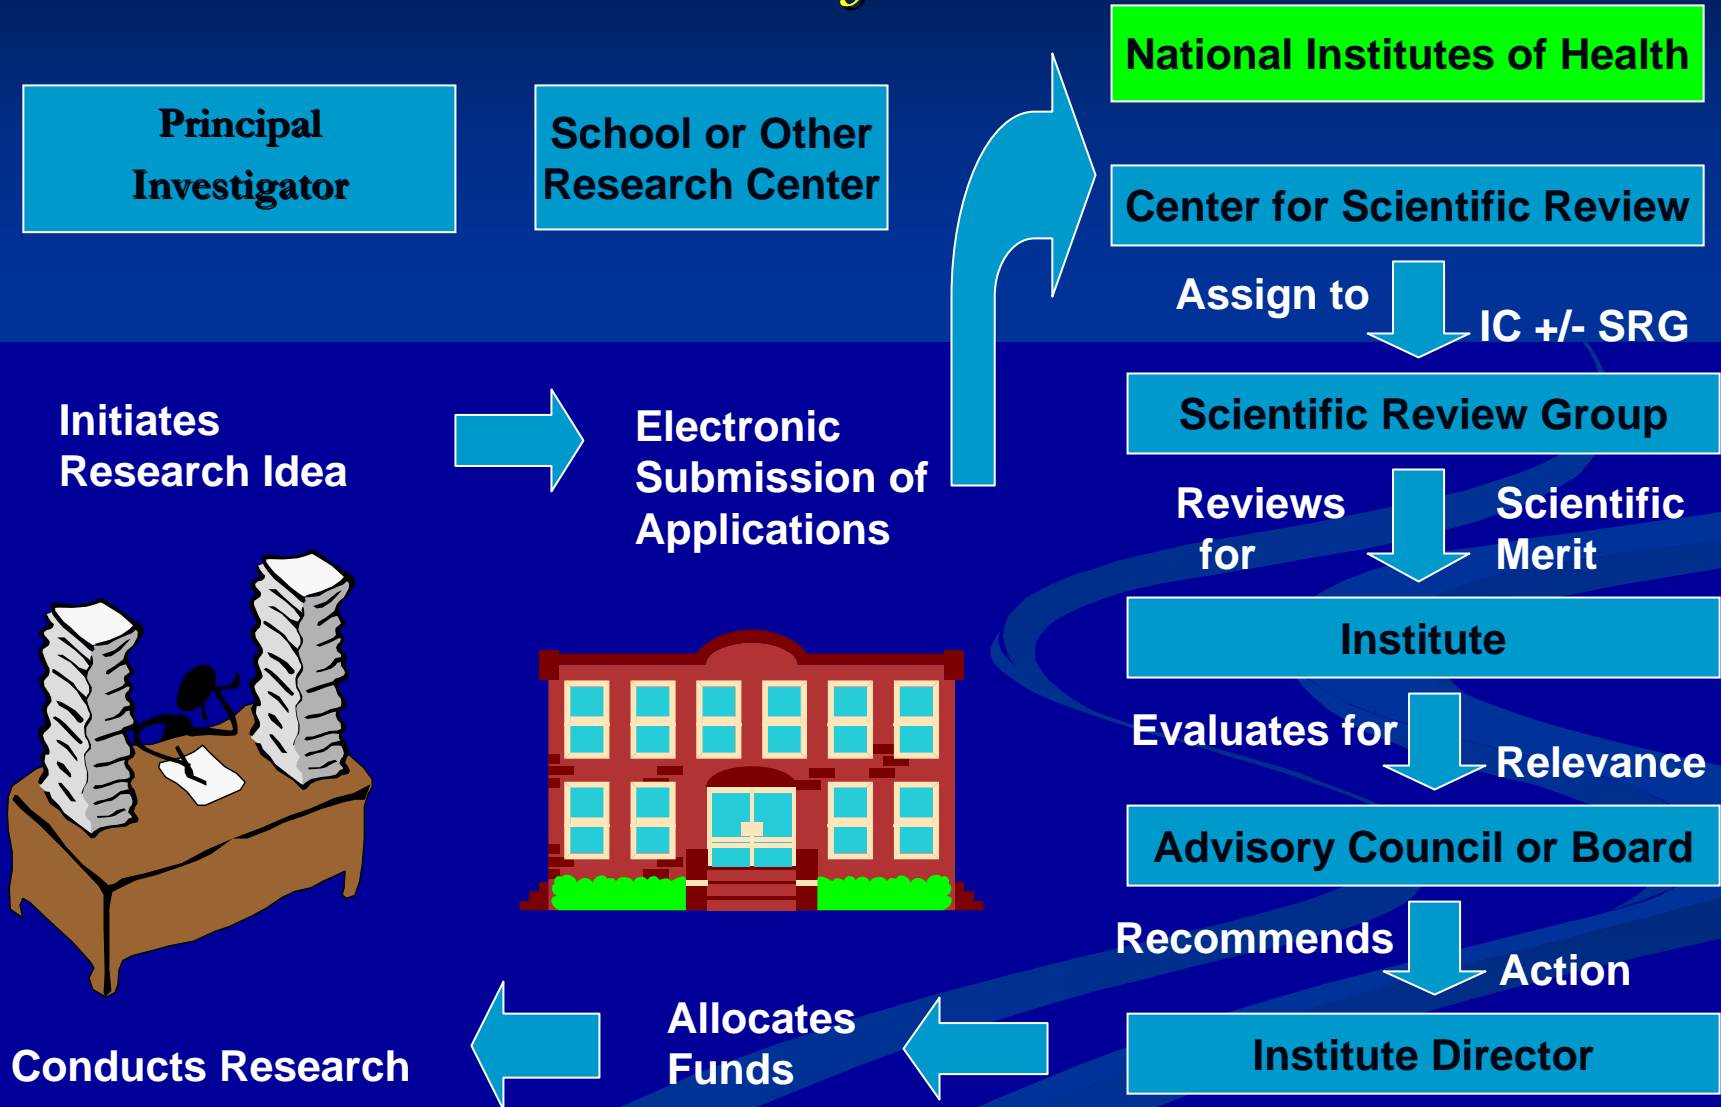 National Institutes of Health
Principal
Investigator
School or Other
Research Center
Center for Scientific Review
Assign to
IC +/- SRG
Scientific Review Group
Initiates
Research Idea
Electronic
Submission of
Applications
Reviews
for
Scientific
Merit
Institute
Evaluates for
Relevance
Advisory Council or Board
Recommends
Action
Institute Director
Allocates
Funds
Conducts Research